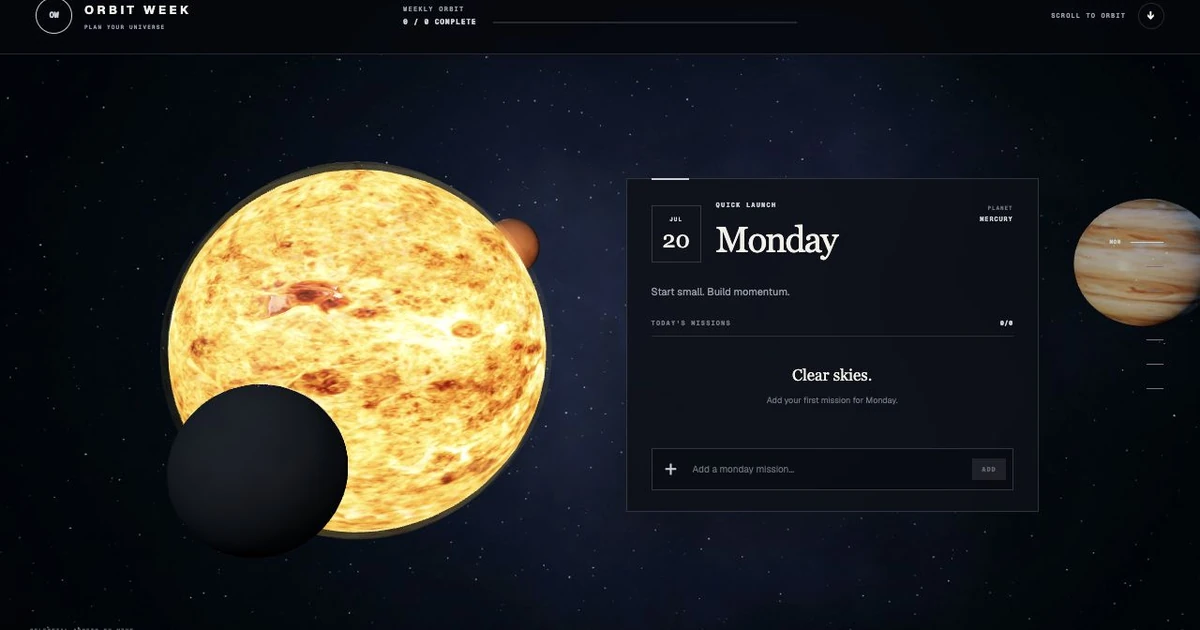 OW
ORBIT WEEK
PLAN YOUR UNIVERSE
WEEKLY ORBIT
0 / 0 COMPLETE
SCROLL TO ORBIT
JUL
20
QUICK LAUNCH
Monday
PLANET
MERCURY
Start small. Build momentum.
TODAY'S MISSIONS
0/0
MON
Clear skies.
Add your first mission for Monday.
Add a monday mission...
ADD